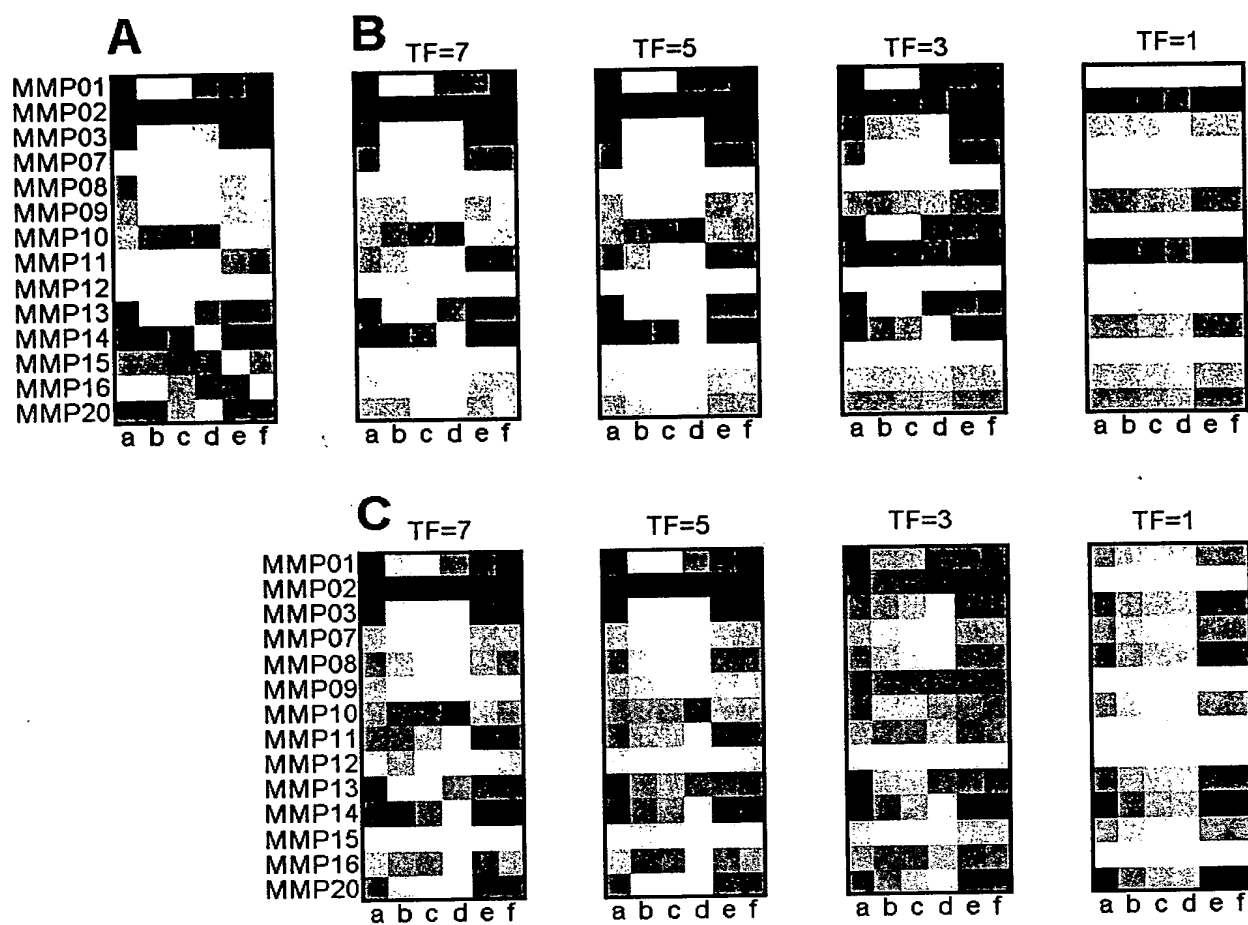 A
B
TF=7
TF=5
TF=3
TF=1
MMP01
MMP02
MMP03
MMP07
MMP08
MMP09
MMP10
MMP11
MMP12
MMP13
MMP14
MMP15
MMP16
MMP20
a b c d e f
a b c d e f
a b c d e f
a b c d e f
a b c d e f
C
TF=7
TF=5
TF=3
TF=1
MMP01
MMP02
MMP03
MMP07
MMP08
MMP09
MMP10
MMP11
MMP12
MMP13
MMP14
MMP15
MMP16
MMP20
a b c d e f
a b c d e f
a b c d e f
a b c d e f